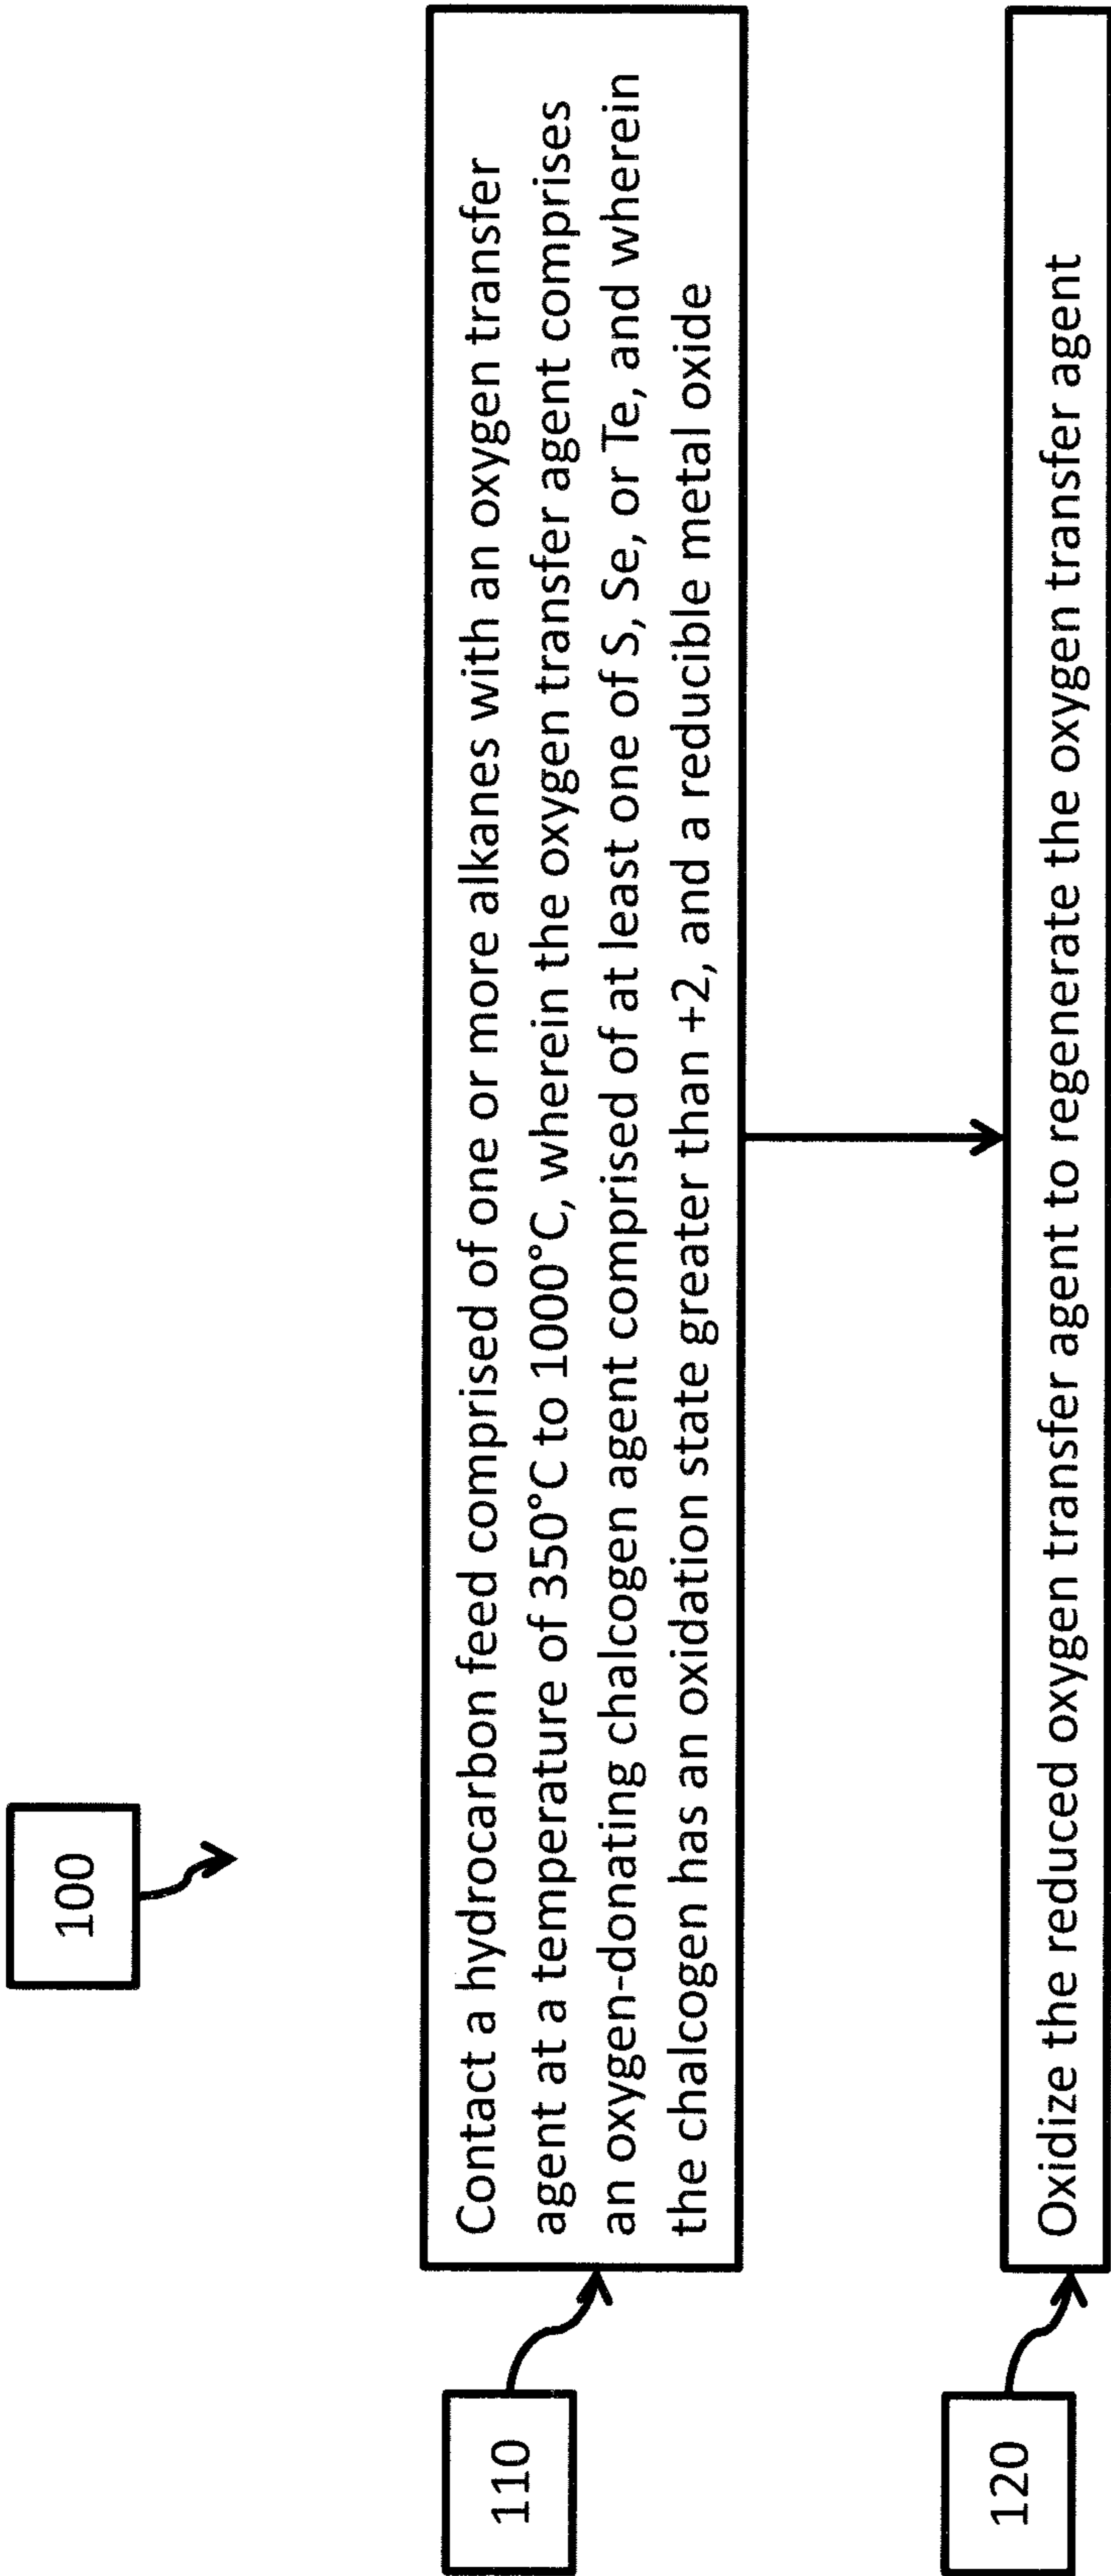 100
110
Contact a hydrocarbon feed comprised of one or more alkanes with an oxygen transfer
agent at a temperature of 350°C to 1000°C, wherein the oxygen transfer agent comprises
an oxygen-donating chalcogen agent comprised of at least one of S, Se, or Te, and wherein
the chalcogen has an oxidation state greater than +2, and a reducible metal oxide
120
Oxidize the reduced oxygen transfer agent to regenerate the oxygen transfer agent